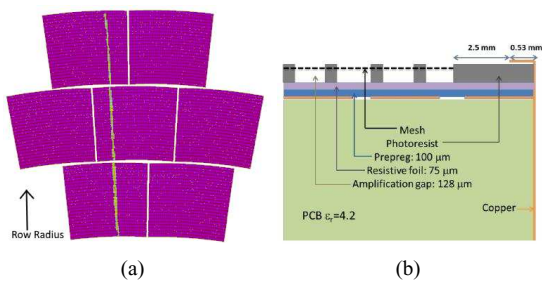 2.5 mm
0.53 mm
Mesh
Photoresist
Prepreg: 100 μm
Resistive foil: 75 μm
Amplification gap: 128 μm
Row Radius
Copper
PCB εr=4.2
(a)
(b)